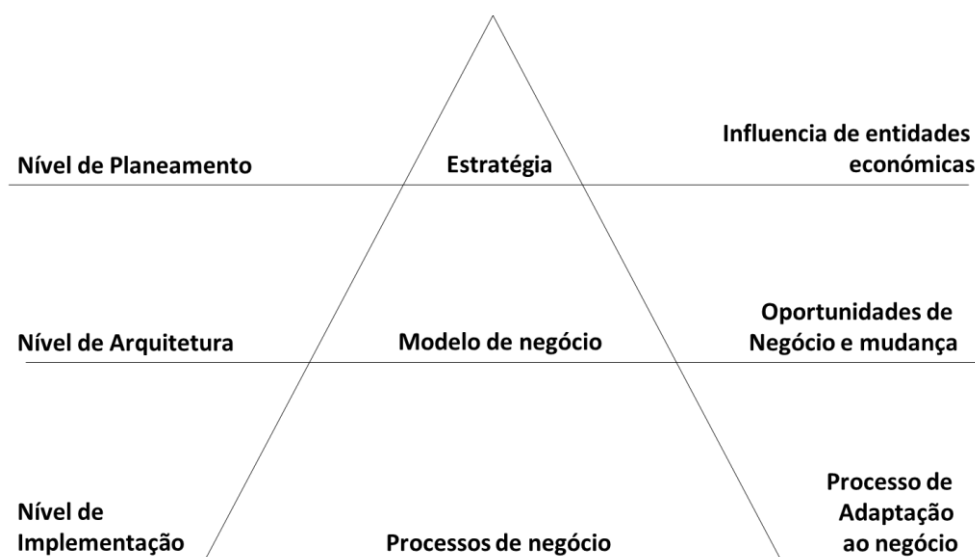 Nível de Planeamento
Estratégia
Influencia de entidades
económicas
Nível de Arquitetura
Modelo de negócio
Oportunidades de
Negócio e mudança
Nível de
Implementação
Processos de negócio
Processo de
Adaptação
ao negócio